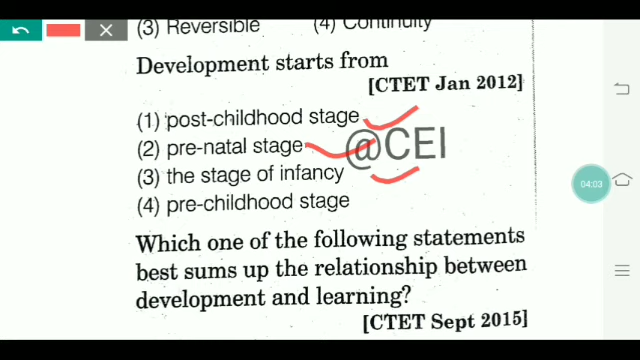 (3) Reversible (4) Continuity
Development starts from
[CTET Jan 2012]
(1) post-childhood stage
(2) pre-natal stage
@CEI
(3) the stage of infancy
(4) pre-childhood stage
04:03
Which one of the following statements
best sums up the relationship between
development and learning?
[CTET Sept 2015]